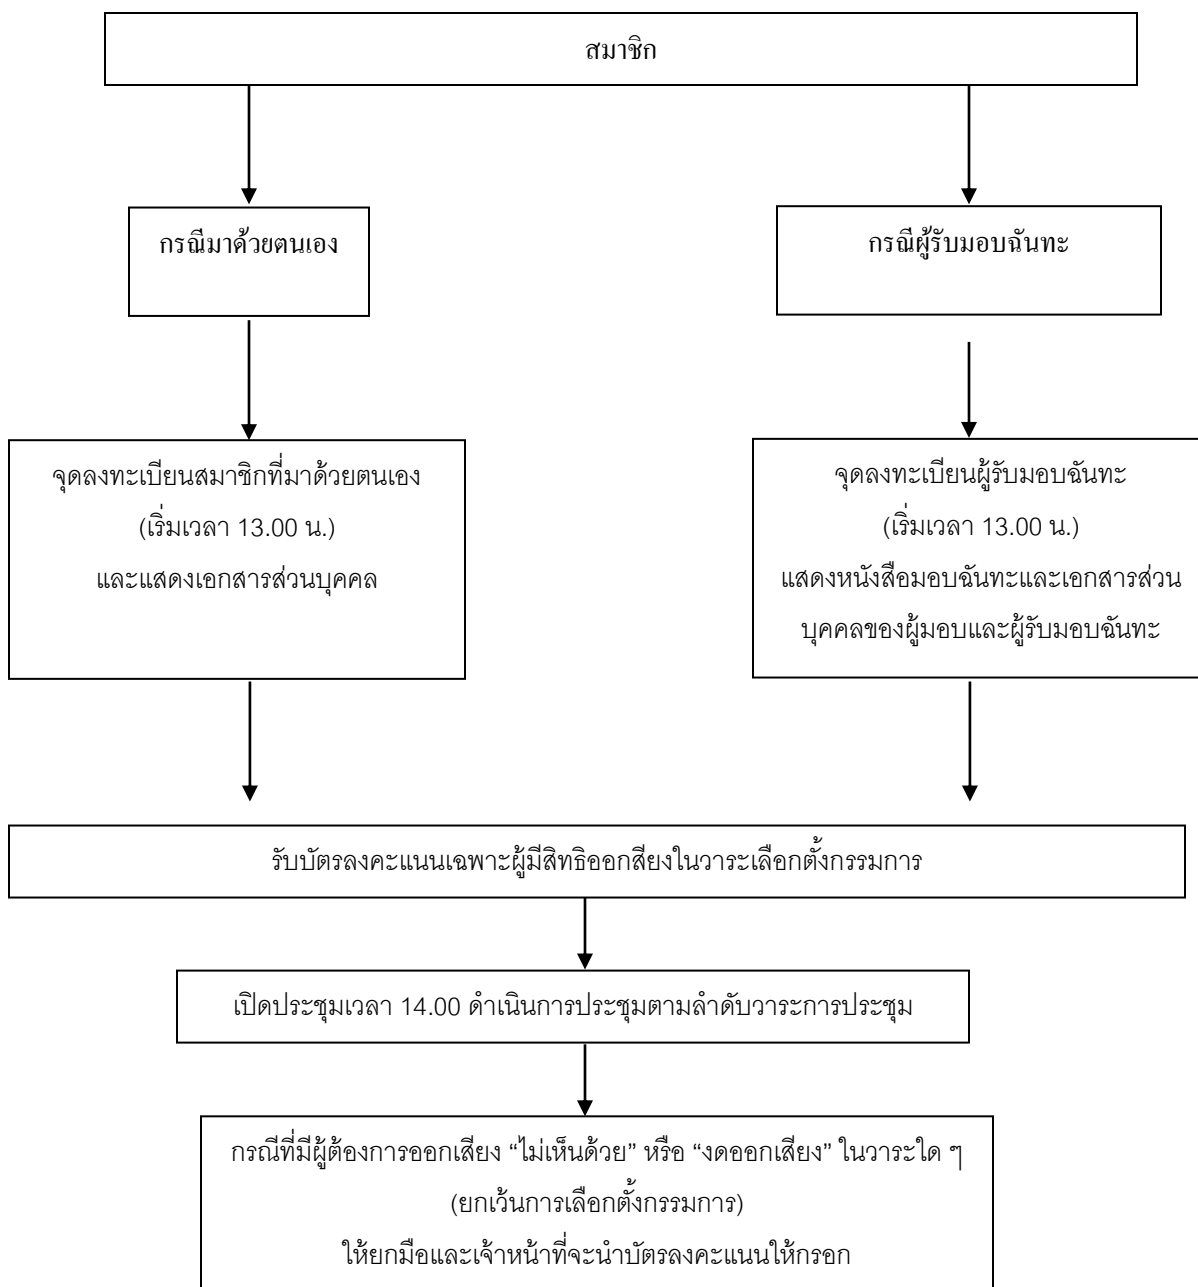 สมาชิก
กรณีมาด้วยตนเอง
กรณีผู้รับมอบฉันทะ
จุดลงทะเบียนสมาชิกที่มาด้วยตนเอง
(เริ่มเวลา 13.00 น.)
และแสดงเอกสารส่วนบุคคล
จุดลงทะเบียนผู้รับมอบฉันทะ
(เริ่มเวลา 13.00 น.)
แสดงหนังสือมอบฉันทะและเอกสารส่วน
บุคคลของผู้มอบและผู้รับมอบฉันทะ
รับบัตรลงคะแนนเฉพาะผู้มีสิทธิออกสียงในวาระเลือกตั้งกรรมการ
เปิดประชุมเวลา 14.00 ดำเนินการประชุมตามลำดับวาระการประชุม
กรณีที่มีผู้ต้องการออกเสียง “ไม่เห็นด้วย” หรือ “งดออกเสียง” ในวาระใด ๆ
(ยกเว้นการเลือกตั้งกรรมการ)
ให้ยกมือและเจ้าหน้าที่จะนำบัตรลงคะแนนให้กรอก